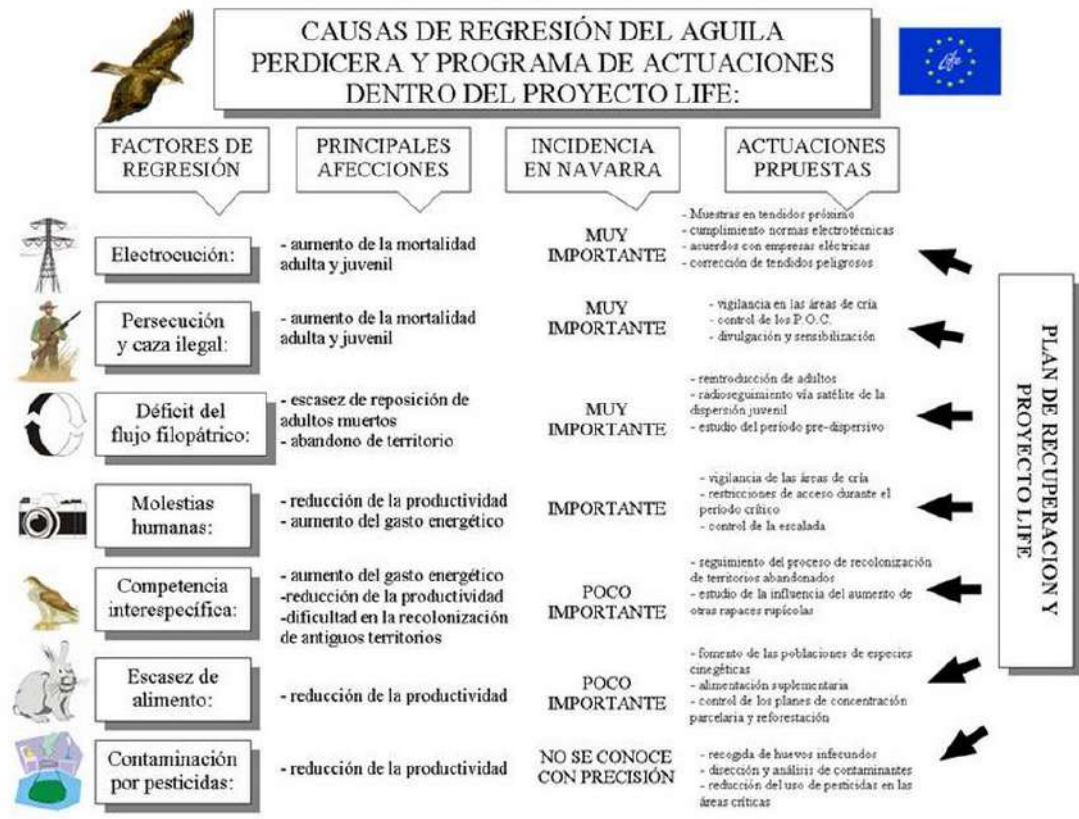 CAUSAS DE REGRESIÓN DEL AGUILA
PERDICERA Y PROGRAMA DE ACTUACIONES
DENTRO DEL PROYECTO LIFE:
Life
FACTORES DE
REGRESIÓN
PRINCIPALES
AFECCIONES
INCIDENCIA
EN NAVARRA
ACTUACIONES
PRPUESTAS
Electrocución:
- aumento de la mortalidad
adulta y juvenil
MUY
IMPORTANTE
- Muestras en tendidos próximo
- cumplimiento normas electrotécnicas
- acuerdos con empresas eléctricas
- corrección de tendidos peligrosos
Persecución
y caza ilegal:
- aumento de la mortalidad
adulta y juvenil
MUY
IMPORTANTE
- vigilancia en las áreas de cría
- control de los P.O.C.
- divulgación y sensibilización
Déficit del
flujo filopátrico:
- escasez de reposición de
adultos muertos
- abandono de territorio
MUY
IMPORTANTE
- reintroducción de adultos
- radioseguimiento vía satélite de la
dispersión juvenil
- estudio del período pre-dispersivo
Molestias
humanas:
- reducción de la productividad
- aumento del gasto energético
IMPORTANTE
- vigilancia de las áreas de cría
- restricciones de acceso durante el
período crítico
- control de la escalada
Competencia
interespecífica:
- aumento del gasto energético
-reducción de la productividad
-dificultad en la recolonización
de antiguos territorios
POCO
IMPORTANTE
- seguimiento del proceso de recolonización
de territorios abandonados
- estudio de la influencia del aumento de
otras rapaces rupícolas
Escasez de
alimento:
- reducción de la productividad
POCO
IMPORTANTE
- fomento de las poblaciones de especies
cinegéticas
- alimentación suplementaria
- control de los planes de concentración
parcelaria y reforestación
Contaminación
por pesticidas:
- reducción de la productividad
NO SE CONOCE
CON PRECISIÓN
- recogida de huevos infecundos
- disección y análisis de contaminantes
- reducción del uso de pesticidas en las
áreas críticas
PLAN DE RECUPERACION Y
PROYECTO LIFE